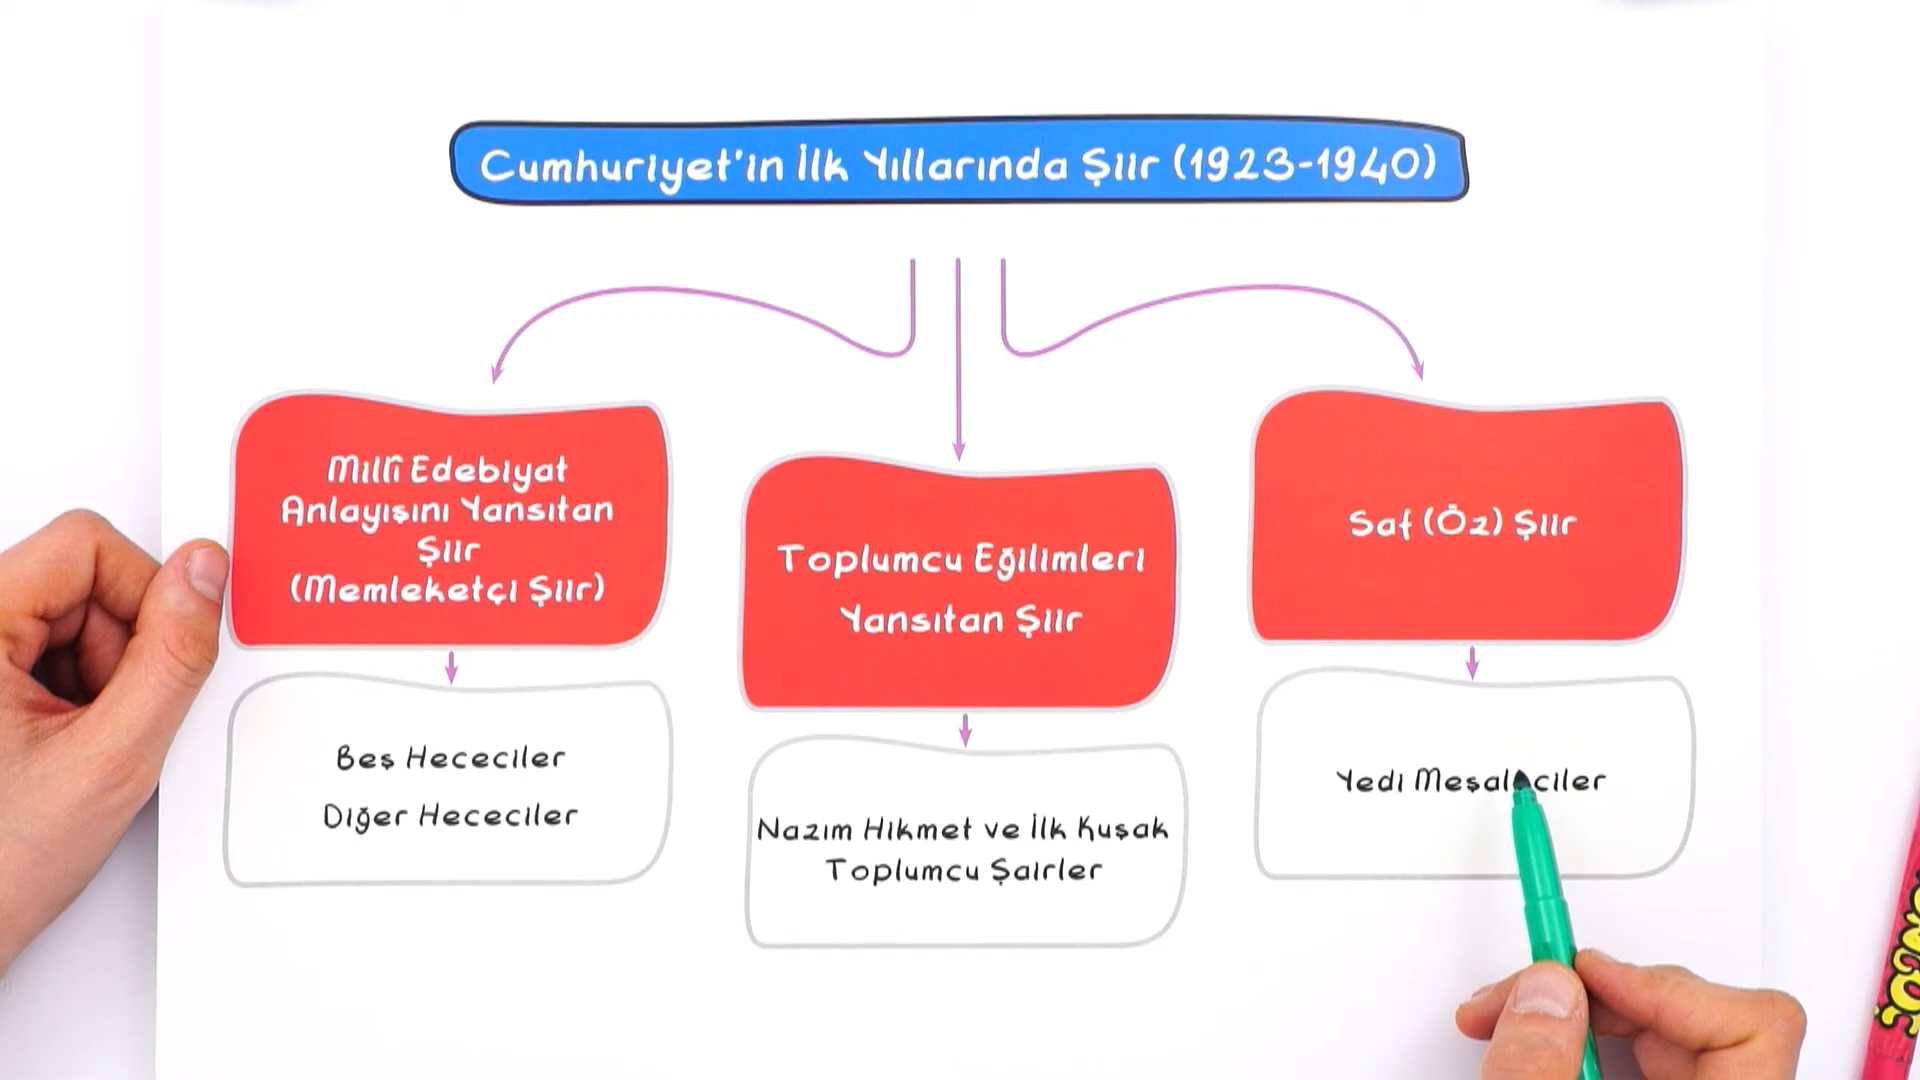 Cumhuriyet'in İlk Yıllarında Şiir (1923-1940)
Millî Edebiyat
Anlayışını Yansıtan
Şiir
(Memleketçi Şiir)
Toplumcu Eğilimleri
Yansıtan Şiir
Saf (Öz) Şiir
Beş Hececiler
Diğer Hececiler
Nazım Hikmet ve İlk Kuşak
Toplumcu Şairler
Yedi Meşaleciler